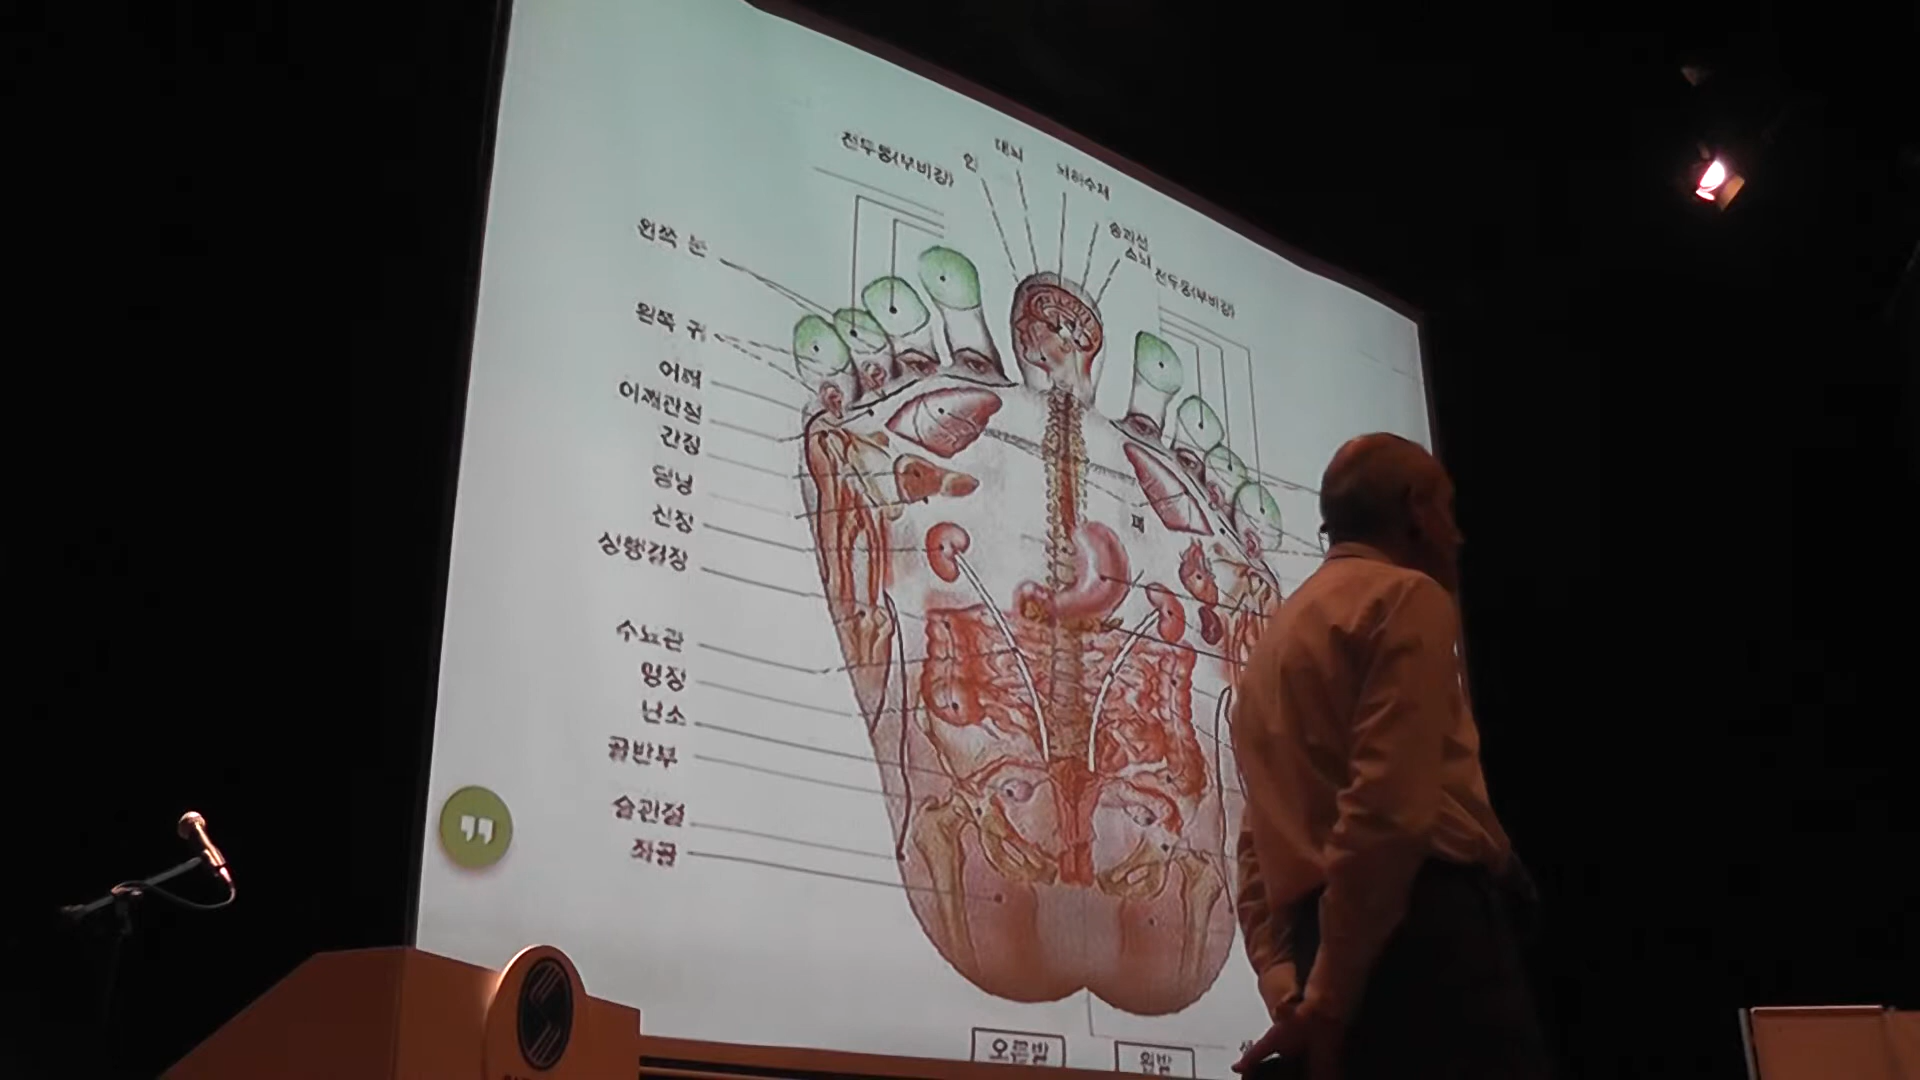 전두동(부비강)
인
대뇌
뇌하수체
송과선
소뇌
전두동(부비강)
왼쪽 눈
왼쪽 귀
어깨
어깨관절
간장
담낭
신장
상행결장
수뇨관
맹장
난소
골반부
슬관절
좌골
폐
오른발
왼발